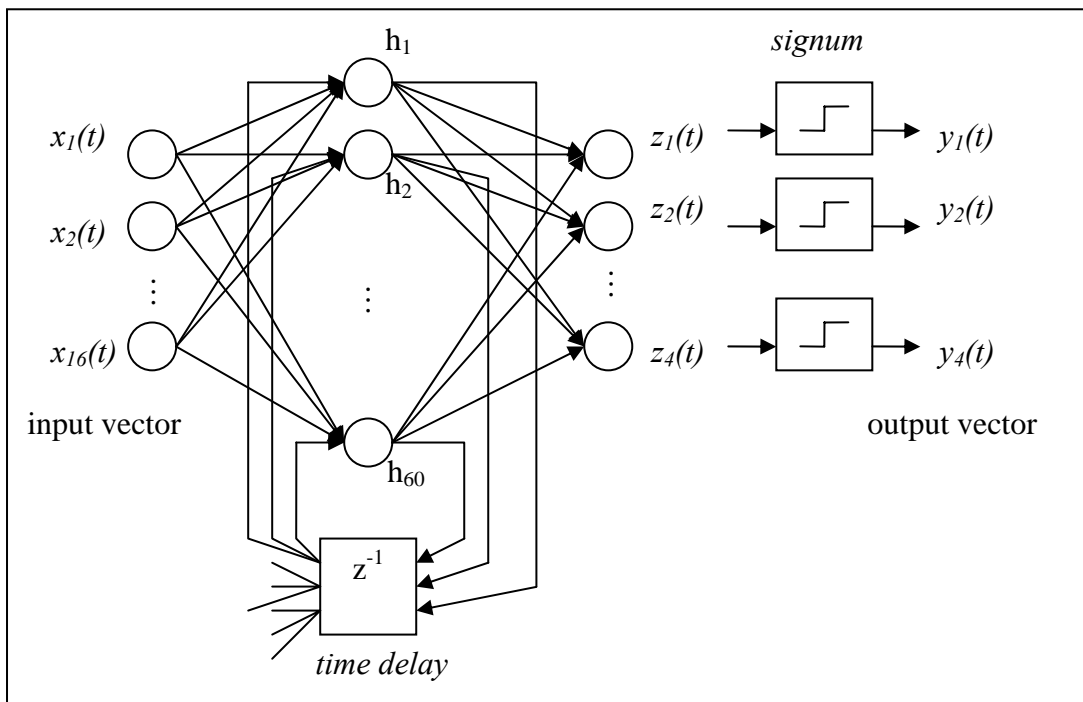 h₁ signum
x₁(t) z₁(t) y₁(t)
h₂
x₂(t) z₂(t) y₂(t)
⋮ ⋮ ⋮
x₁₆(t) z₄(t) y₄(t)
input vector output vector
h₆₀
z⁻¹
time delay